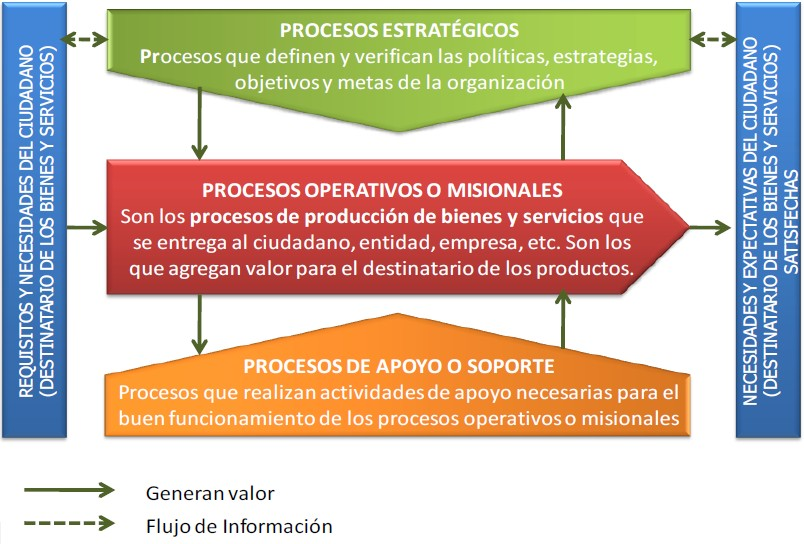 REQUISITOS Y NECESIDADES DEL CIUDADANO
(DESTINATARIO DE LOS BIENES Y SERVICIOS)
PROCESOS ESTRATÉGICOS
Procesos que definen y verifican las políticas, estrategias,
objetivos y metas de la organización
PROCESOS OPERATIVOS O MISIONALES
Son los procesos de producción de bienes y servicios que
se entrega al ciudadano, entidad, empresa, etc. Son los
que agregan valor para el destinatario de los productos.
PROCESOS DE APOYO O SOPORTE
Procesos que realizan actividades de apoyo necesarias para el
buen funcionamiento de los procesos operativos o misionales
NECESIDADES Y EXPECTATIVAS DEL CIUDADANO
(DESTINATARIO DE LOS BIENES Y SERVICIOS)
SATISFECHAS
Generan valor
Flujo de Información